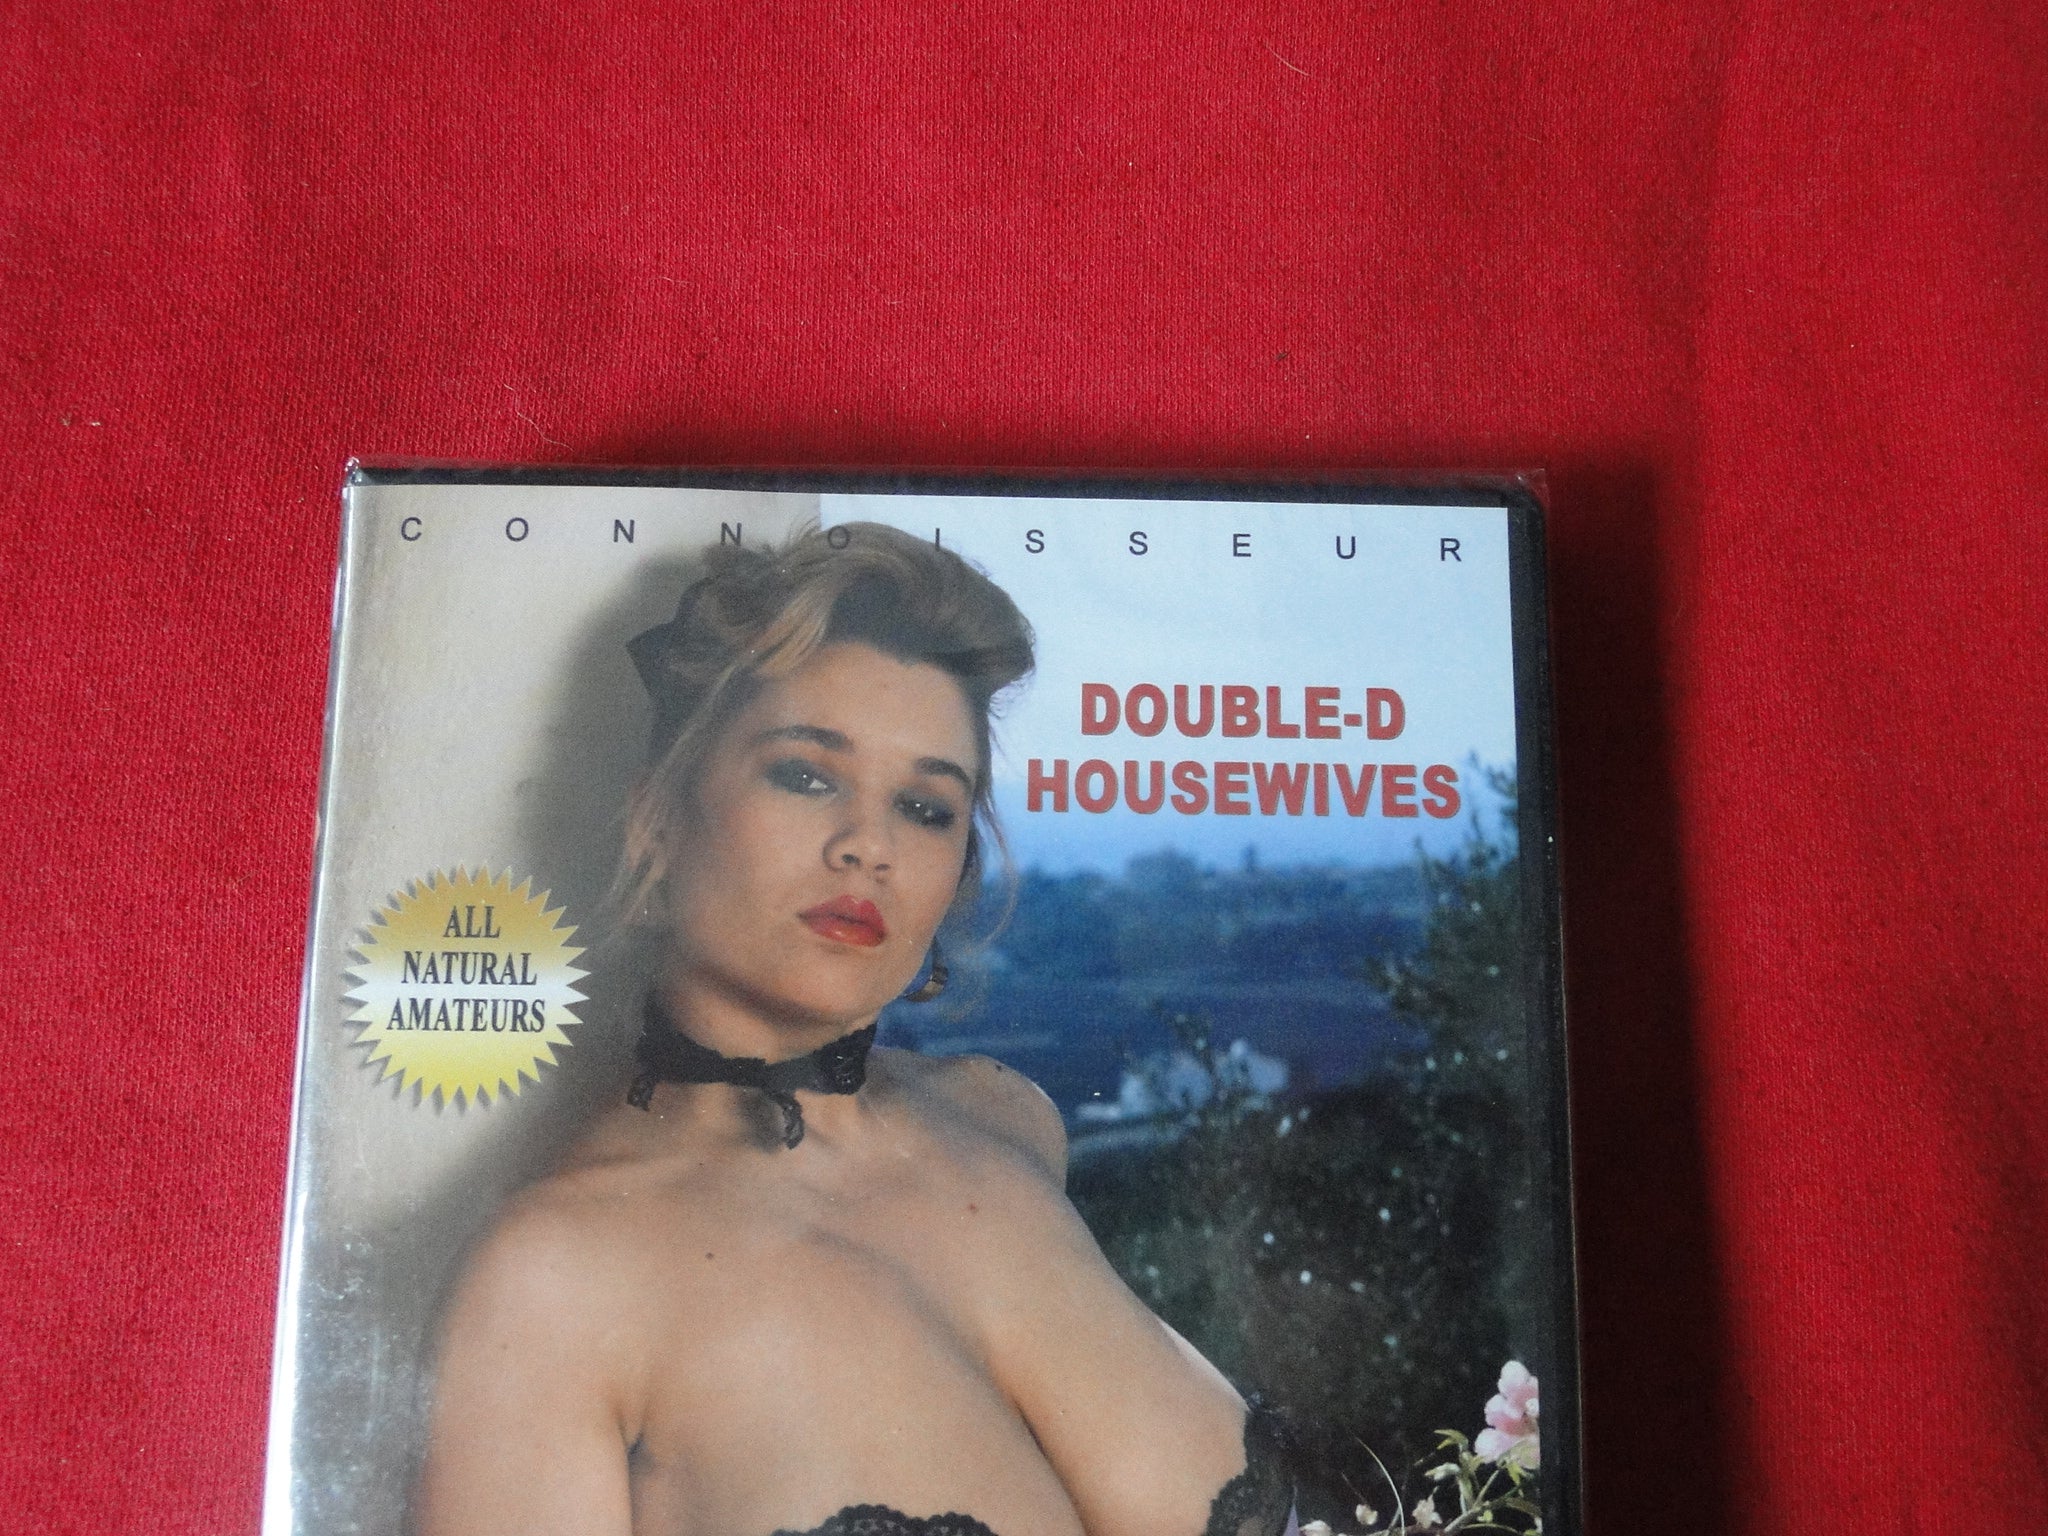 CONNOISSEUR
DOUBLE-D
HOUSEWIVES
ALL
NATURAL
AMATEURS